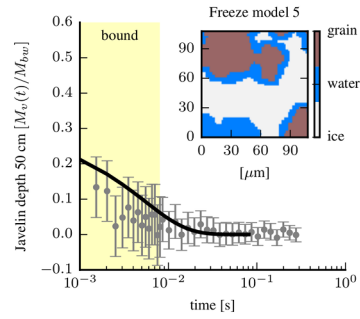 Freeze model 5
grain
water
ice
100
80
60
40
20
0
0 30 60 90
[μm]
bound
Javelin depth 50 cm [M_v(t)/M_bw]
0.6
0.5
0.4
0.3
0.2
0.1
0.0
−0.1
10⁻³ 10⁻² 10⁻¹ 10⁰
time [s]